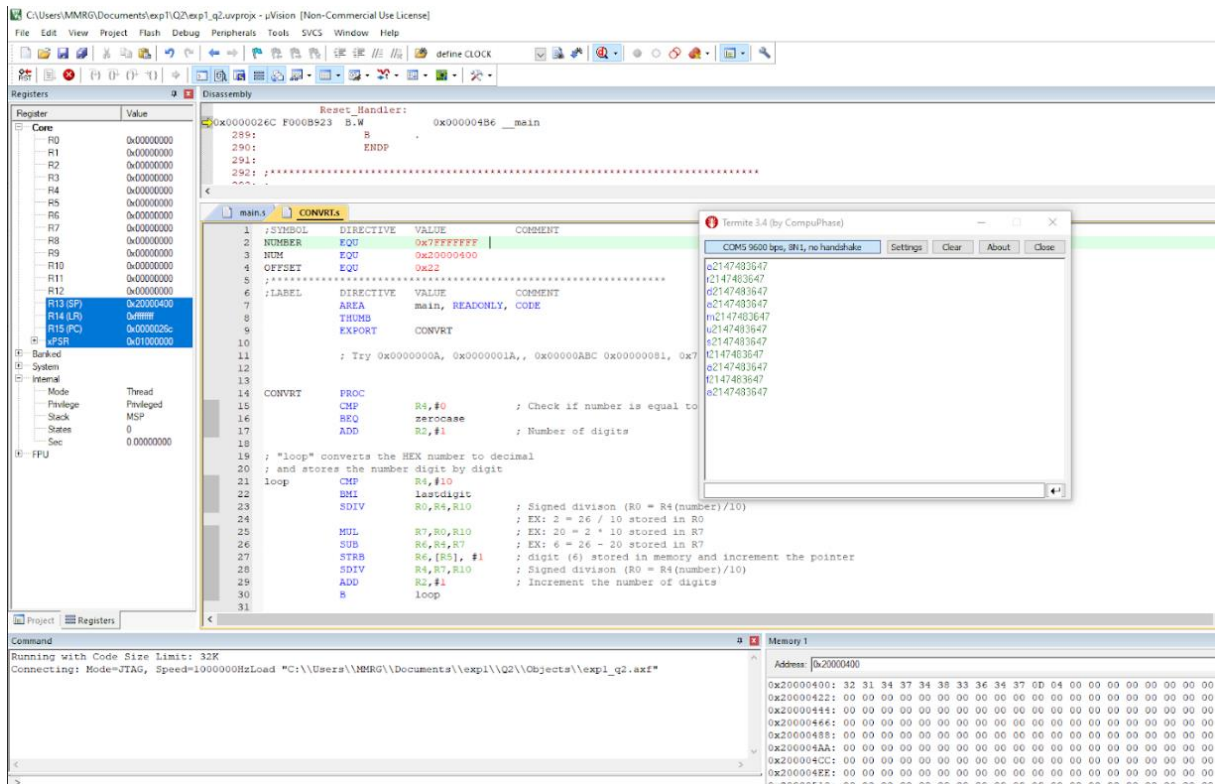 C:\Users\MMRG\Documents\exp1\Q2\exp1_q2.uvprojx - µVision [Non-Commercial Use License]
File Edit View Project Flash Debug Peripherals Tools SVCS Window Help
define CLOCK
Registers
Register Value
Core
R0 0x00000000
R1 0x00000000
R2 0x00000000
R3 0x00000000
R4 0x00000000
R5 0x00000000
R6 0x00000000
R7 0x00000000
R8 0x00000000
R9 0x00000000
R10 0x00000000
R11 0x00000000
R12 0x00000000
R13 (SP) 0x20000400
R14 (LR) 0xffffffff
R15 (PC) 0x0000026c
xPSR 0x01000000
Banked
System
Internal
Mode Thread
Privilege Privileged
Stack MSP
States 0
Sec 0.00000000
FPU
Project Registers
Disassembly
Reset_Handler:
0x0000026C F000B923 B.W 0x000004B6 __main
289: B .
290: ENDP
291:
292: ;******************************************************************************
main.s CONVRT.s
1 ;SYMBOL DIRECTIVE VALUE COMMENT
2 NUMBER EQU 0x7FFFFFFF
3 NUM EQU 0x20000400
4 OFFSET EQU 0x22
5 ;***************************************************************
6 ;LABEL DIRECTIVE VALUE COMMENT
7 AREA main, READONLY, CODE
8 THUMB
9 EXPORT CONVRT
10
11 ; Try 0x0000000A, 0x0000001A,, 0x00000ABC 0x00000081, 0x7
12
13
14 CONVRT PROC
15 CMP R4,#0 ; Check if number is equal to
16 BEQ zerocase
17 ADD R2,#1 ; Number of digits
18
19 ; "loop" converts the HEX number to decimal
20 ; and stores the number digit by digit
21 loop CMP R4,#10
22 BMI lastdigit
23 SDIV R0,R4,R10 ; Signed divison (R0 = R4(number)/10)
24 ; EX: 2 = 26 / 10 stored in R0
25 MUL R7,R0,R10 ; EX: 20 = 2 * 10 stored in R7
26 SUB R6,R4,R7 ; EX: 6 = 26 - 20 stored in R7
27 STRB R6,[R5], #1 ; digit (6) stored in memory and increment the pointer
28 SDIV R4,R7,R10 ; Signed divison (R0 = R4(number)/10)
29 ADD R2,#1 ; Increment the number of digits
30 B loop
31
Termite 3.4 (by CompuPhase)
COM5 9600 bps, 8N1, no handshake Settings Clear About Close
a2147483647
r2147483647
d2147483647
a2147483647
m2147483647
u2147483647
s2147483647
t2147483647
a2147483647
f2147483647
a2147483647
Command
Running with Code Size Limit: 32K
Connecting: Mode=JTAG, Speed=1000000HzLoad "C:\\Users\\MMRG\\Documents\\exp1\\Q2\\Objects\\exp1_q2.axf"
>
Memory 1
Address: 0x20000400
0x20000400: 32 31 34 37 34 38 33 36 34 37 0D 04 00 00 00 00 00 00 00
0x20000422: 00 00 00 00 00 00 00 00 00 00 00 00 00 00 00 00 00 00 00
0x20000444: 00 00 00 00 00 00 00 00 00 00 00 00 00 00 00 00 00 00 00
0x20000466: 00 00 00 00 00 00 00 00 00 00 00 00 00 00 00 00 00 00 00
0x20000488: 00 00 00 00 00 00 00 00 00 00 00 00 00 00 00 00 00 00 00
0x200004AA: 00 00 00 00 00 00 00 00 00 00 00 00 00 00 00 00 00 00 00
0x200004CC: 00 00 00 00 00 00 00 00 00 00 00 00 00 00 00 00 00 00 00
0x200004EE: 00 00 00 00 00 00 00 00 00 00 00 00 00 00 00 00 00 00 00